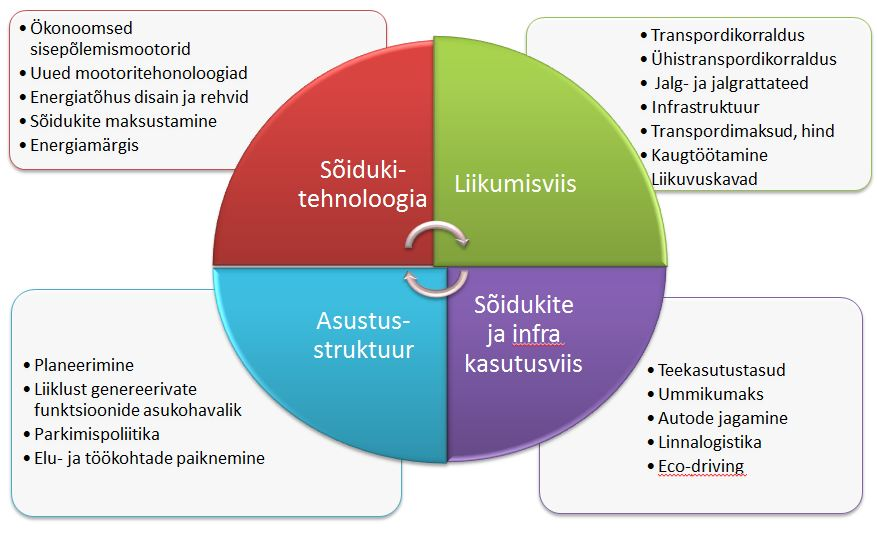 • Ökonoomsed
sisepõlemismootorid
• Uued mootoritehonoloogiad
• Energiatõhus disain ja rehvid
• Sõidukite maksustamine
• Energiamärgis
• Transpordikorraldus
• Ühistranspordikorraldus
• Jalg- ja jalgrattateed
• Infrastruktuur
• Transpordimaksud, hind
• Kaugtöötamine
• Liikuvuskavad
Sõiduki-
tehnoloogia
Liikumisviis
Asustus-
struktuur
Sõidukite
ja infra
kasutusviis
• Planeerimine
• Liiklust genereerivate
funktsioonide asukohavalik
• Parkimispoliitika
• Elu- ja töökohtade paiknemine
• Teekasutustasud
• Ummikumaks
• Autode jagamine
• Linnalogistika
• Eco-driving